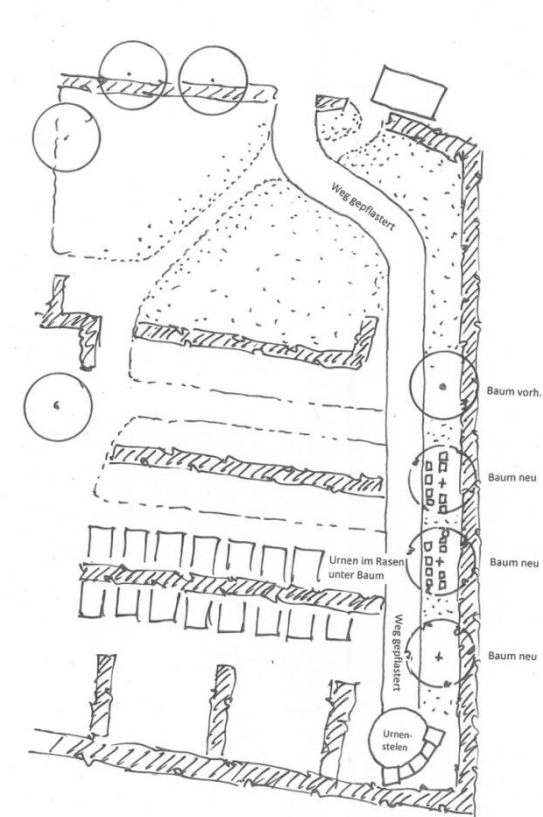 Weg gepflastert
Baum vorh.
Baum neu
Urnen im Rasen
unter Baum
Baum neu
Weg gepflastert
Baum neu
Urnen-
stelen